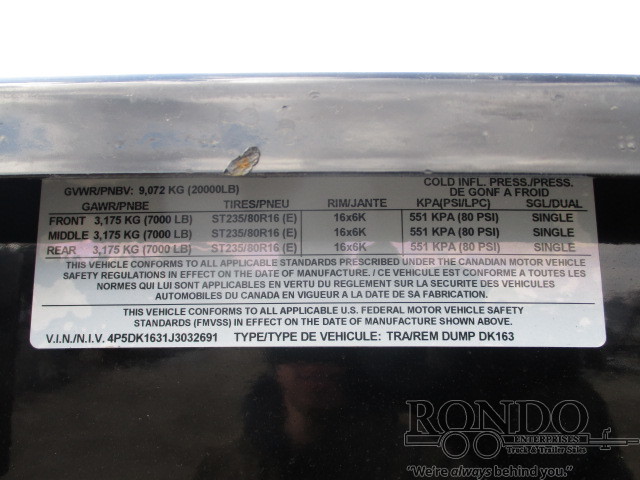 GVWR/PNBV: 9,072 KG (20000LB) COLD INFL. PRESS./PRESS.
DE GONF A FROID
GAWR/PNBE TIRES/PNEU RIM/JANTE KPA(PSI/LPC) SGL/DUAL
FRONT 3,175 KG (7000 LB) ST235/80R16 (E) 16x6K 551 KPA (80 PSI) SINGLE
MIDDLE 3,175 KG (7000 LB) ST235/80R16 (E) 16x6K 551 KPA (80 PSI) SINGLE
REAR 3,175 KG (7000 LB) ST235/80R16 (E) 16x6K 551 KPA (80 PSI) SINGLE
THIS VEHICLE CONFORMS TO ALL APPLICABLE STANDARDS PRESCRIBED UNDER THE CANADIAN MOTOR VEHICLE
SAFETY REGULATIONS IN EFFECT ON THE DATE OF MANUFACTURE. / CE VEHICULE EST CONFORME A TOUTES LES
NORMES QUI LUI SONT APPLICABLES EN VERTU DU REGLEMENT SUR LA SECURITE DES VEHICULES
AUTOMOBILES DU CANADA EN VIGUEUR A LA DATE DE SA FABRICATION.
THIS VEHICLE CONFORMS TO ALL APPLICABLE U.S. FEDERAL MOTOR VEHICLE SAFETY
STANDARDS (FMVSS) IN EFFECT ON THE DATE OF MANUFACTURE SHOWN ABOVE.
V.I.N./N.I.V. 4P5DK1631J3032691 TYPE/TYPE DE VEHICULE: TRA/REM DUMP DK163
RONDO
ENTERPRISES
Truck & Trailer Sales
"We're always behind you."